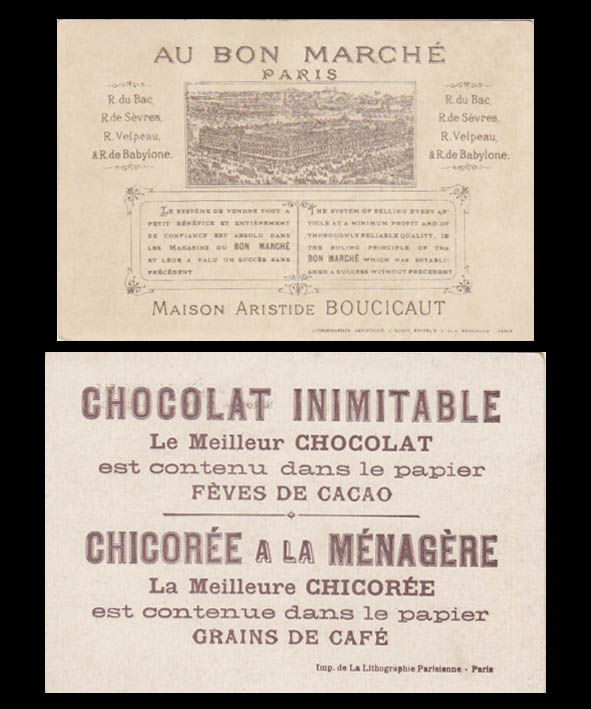 AU BON MARCHÉ
PARIS
R. du Bac,
R. de Sèvres,
R. Velpeau,
& R. de Babylone.
R. du Bac,
R. de Sèvres,
R. Velpeau,
& R. de Babylone.
LE SYSTÈME DE VENDRE TOUT A
PETIT BÉNÉFICE ET ENTIÈREMENT
DE CONFIANCE EST ABSOLU DANS
LES MAGASINS DU BON MARCHÉ
ET LEUR A VALU UN SUCCÈS SANS
PRÉCÉDENT
THE SYSTEM OF SELLING EVERY AR-
TICLE AT A MINIMUM PROFIT AND OF
THOROUGHLY RELIABLE QUALITY, IS
THE RULING PRINCIPLE OF THE
BON MARCHÉ WHICH HAS ESTABLI-
SHED A SUCCESS WITHOUT PRECEDENT
MAISON ARISTIDE BOUCICAUT
LITHOGRAPHIE ARTISTIQUE PARIS
CHOCOLAT INIMITABLE
Le Meilleur CHOCOLAT
est contenu dans le papier
FÈVES DE CACAO
CHICORÉE A LA MÉNAGÈRE
La Meilleure CHICORÉE
est contenue dans le papier
GRAINS DE CAFÉ
Imp. de La Lithographie Parisienne - Paris